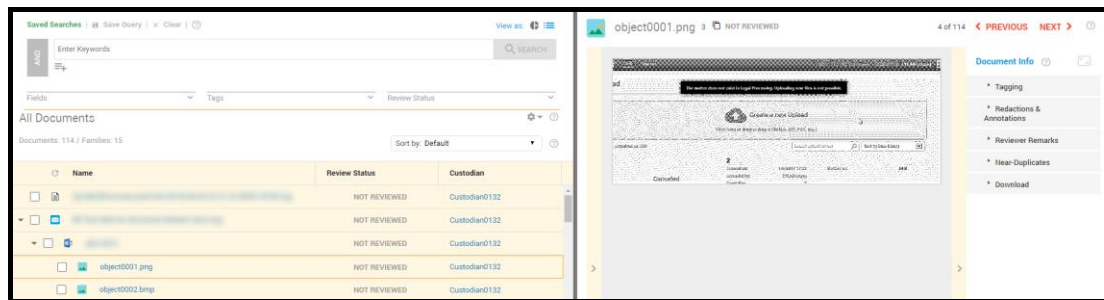 Saved Searches | Save Query | × Clear |
View as:
AND
Enter Keywords
SEARCH
Fields
Tags
Review Status
All Documents
Documents: 114 / Families: 15
Sort by: Default
Name Review Status Custodian
NOT REVIEWED Custodian0132
NOT REVIEWED Custodian0132
NOT REVIEWED Custodian0132
object0001.png NOT REVIEWED Custodian0132
object0002.bmp NOT REVIEWED Custodian0132
object0001.png 3 NOT REVIEWED
4 of 114 PREVIOUS NEXT
The matter does not exist in Legal Processing. Uploading new files is not possible.
Create a new Upload
2
Canceled
Document Info
Tagging
Redactions &
Annotations
Reviewer Remarks
Near-Duplicates
Download